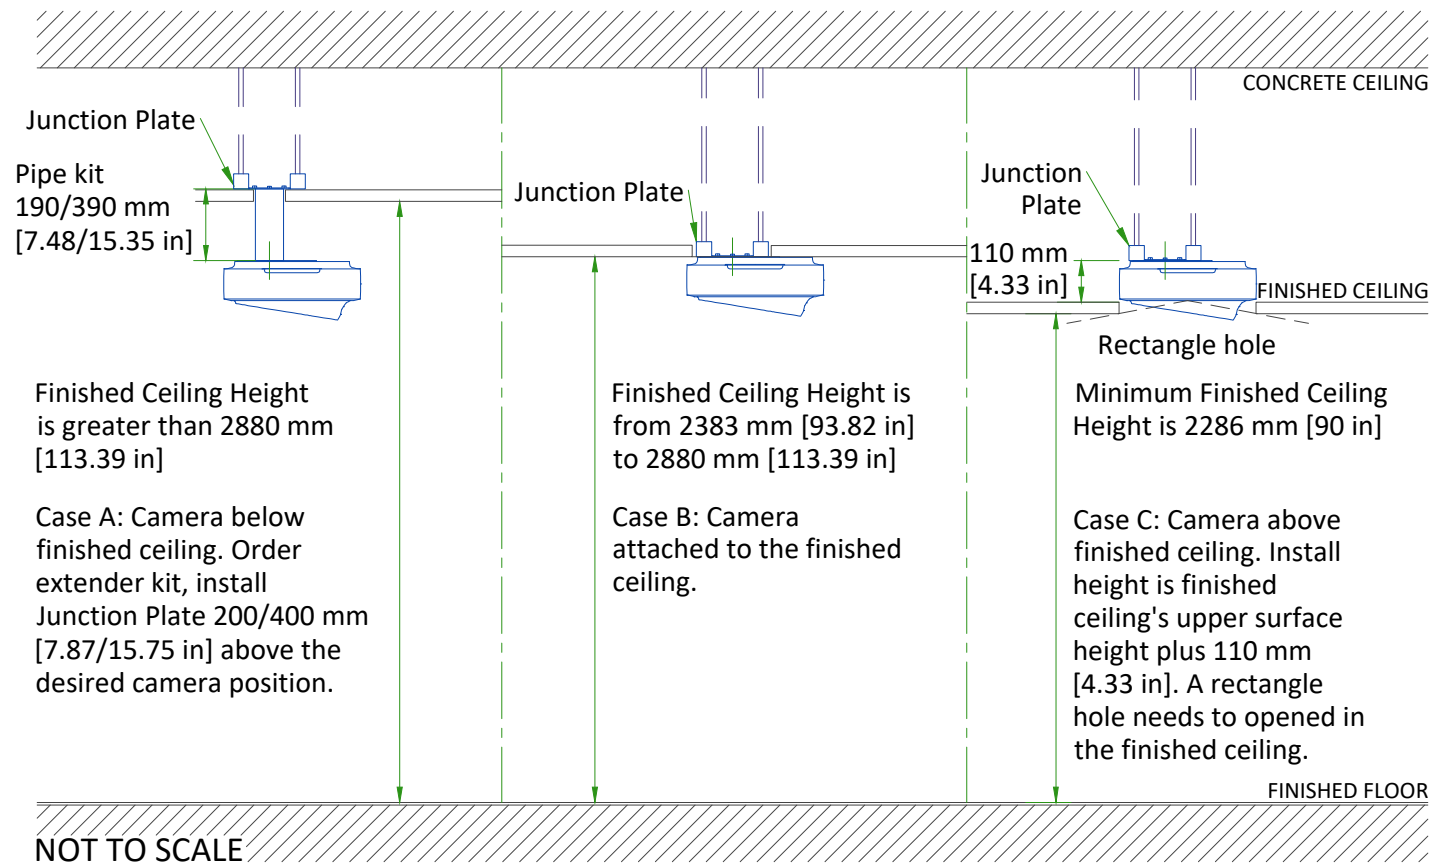 CONCRETE CEILING
Junction Plate
Pipe kit
190/390 mm
[7.48/15.35 in]
Junction Plate
Junction
Plate
110 mm
[4.33 in]
FINISHED CEILING
Rectangle hole
Finished Ceiling Height
is greater than 2880 mm
[113.39 in]
Case A: Camera below
finished ceiling. Order
extender kit, install
Junction Plate 200/400 mm
[7.87/15.75 in] above the
desired camera position.
Finished Ceiling Height is
from 2383 mm [93.82 in]
to 2880 mm [113.39 in]
Case B: Camera
attached to the finished
ceiling.
Minimum Finished Ceiling
Height is 2286 mm [90 in]
Case C: Camera above
finished ceiling. Install
height is finished
ceiling's upper surface
height plus 110 mm
[4.33 in]. A rectangle
hole needs to opened in
the finished ceiling.
FINISHED FLOOR
NOT TO SCALE